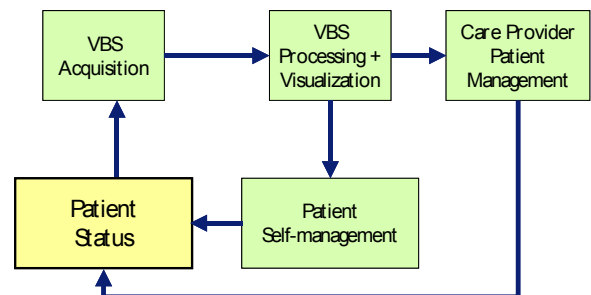 VBS
Acquisition
VBS
Processing +
Visualization
Care Provider
Patient
Management
Patient
Status
Patient
Self-management